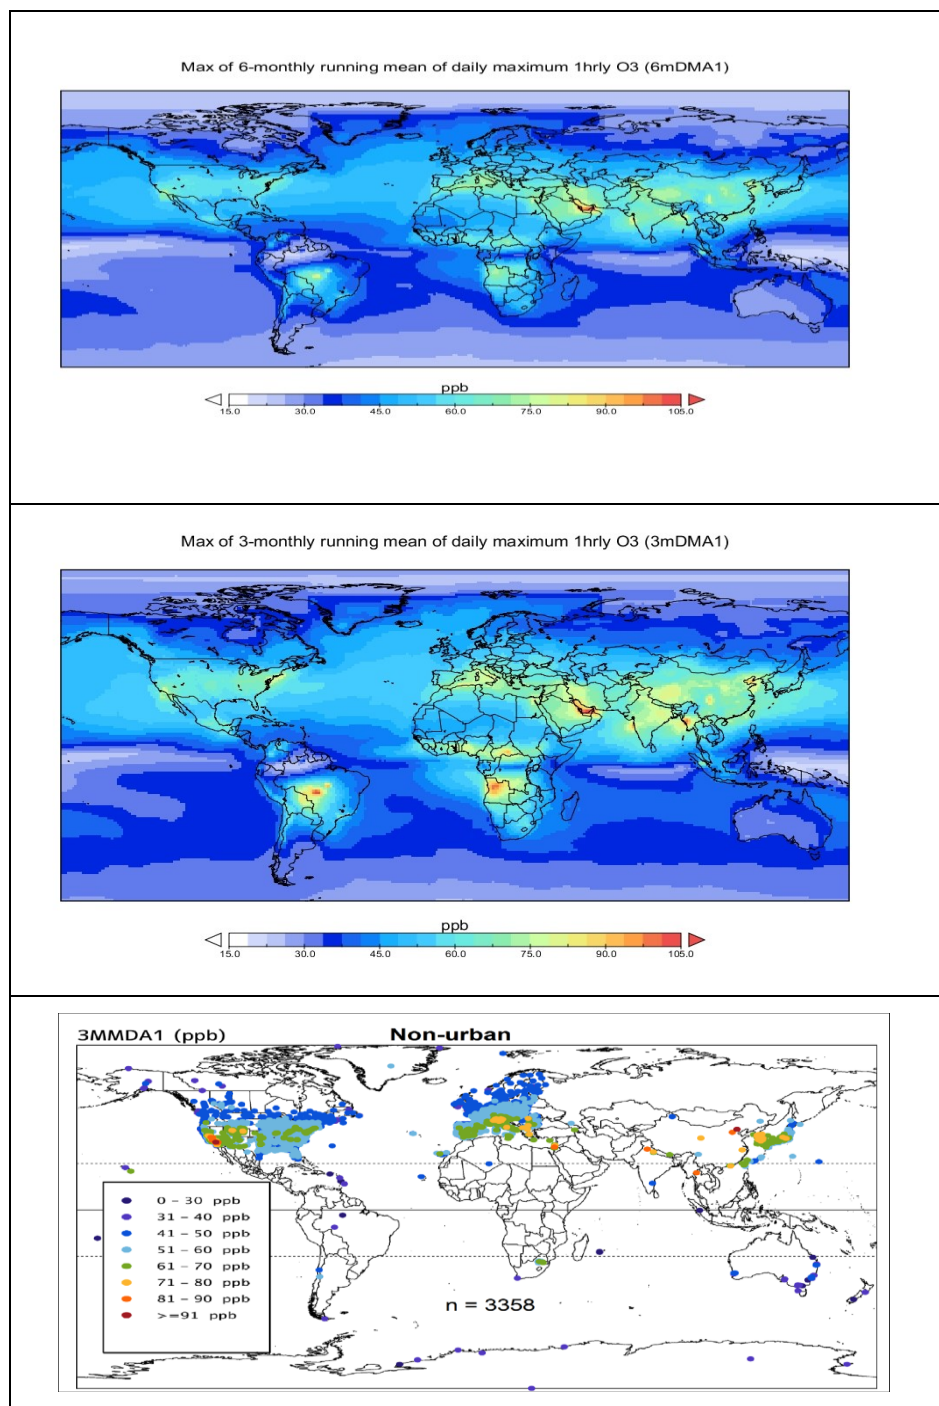 Max of 6-monthly running mean of daily maximum 1hrly O3 (6mDMA1)
ppb
15.0 30.0 45.0 60.0 75.0 90.0 105.0
Max of 3-monthly running mean of daily maximum 1hrly O3 (3mDMA1)
ppb
15.0 30.0 45.0 60.0 75.0 90.0 105.0
3MMDA1 (ppb) Non-urban
0 – 30 ppb
31 – 40 ppb
41 – 50 ppb
51 – 60 ppb
61 – 70 ppb
71 – 80 ppb
81 – 90 ppb
>=91 ppb
n = 3358